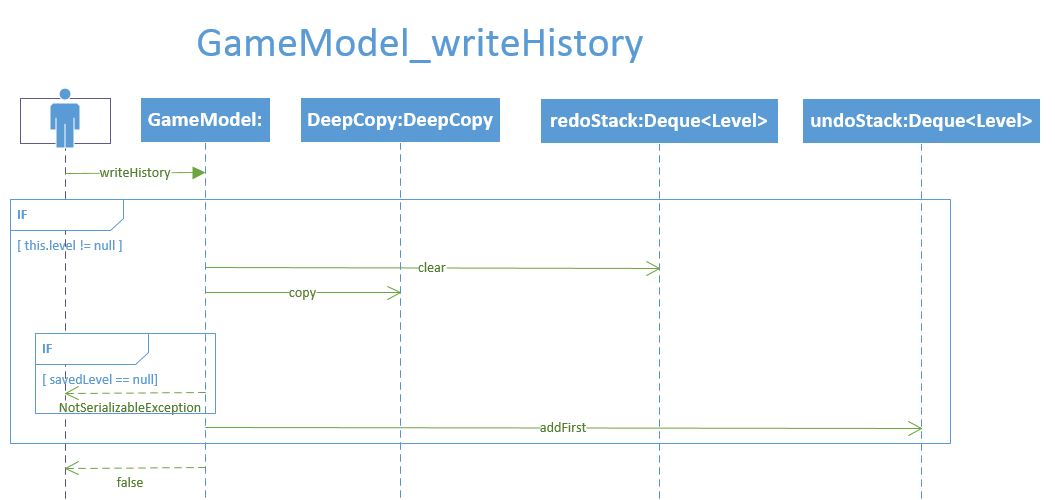 GameModel_writeHistory
GameModel:
DeepCopy:DeepCopy
redoStack:Deque<Level>
undoStack:Deque<Level>
writeHistory
IF
[ this.level != null ]
clear
copy
IF
[ savedLevel == null]
NotSerializableException
addFirst
false